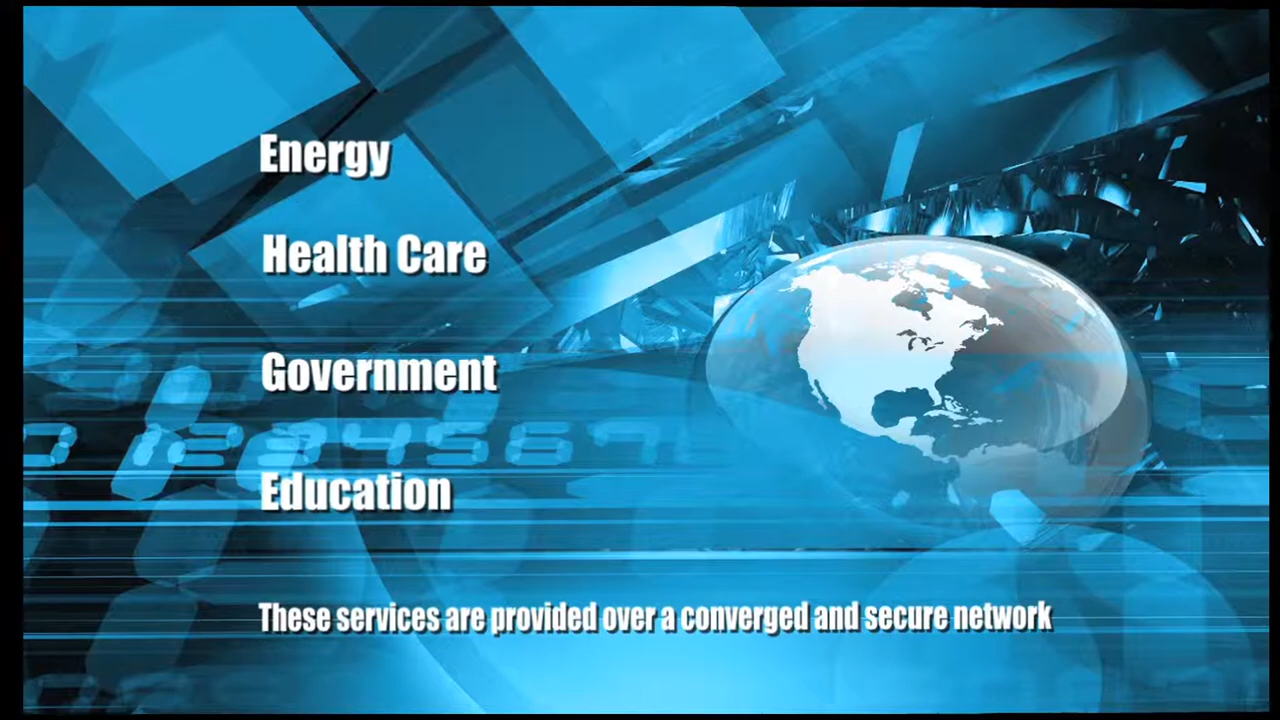 Energy
Health Care
Government
Education
These services are provided over a converged and secure network